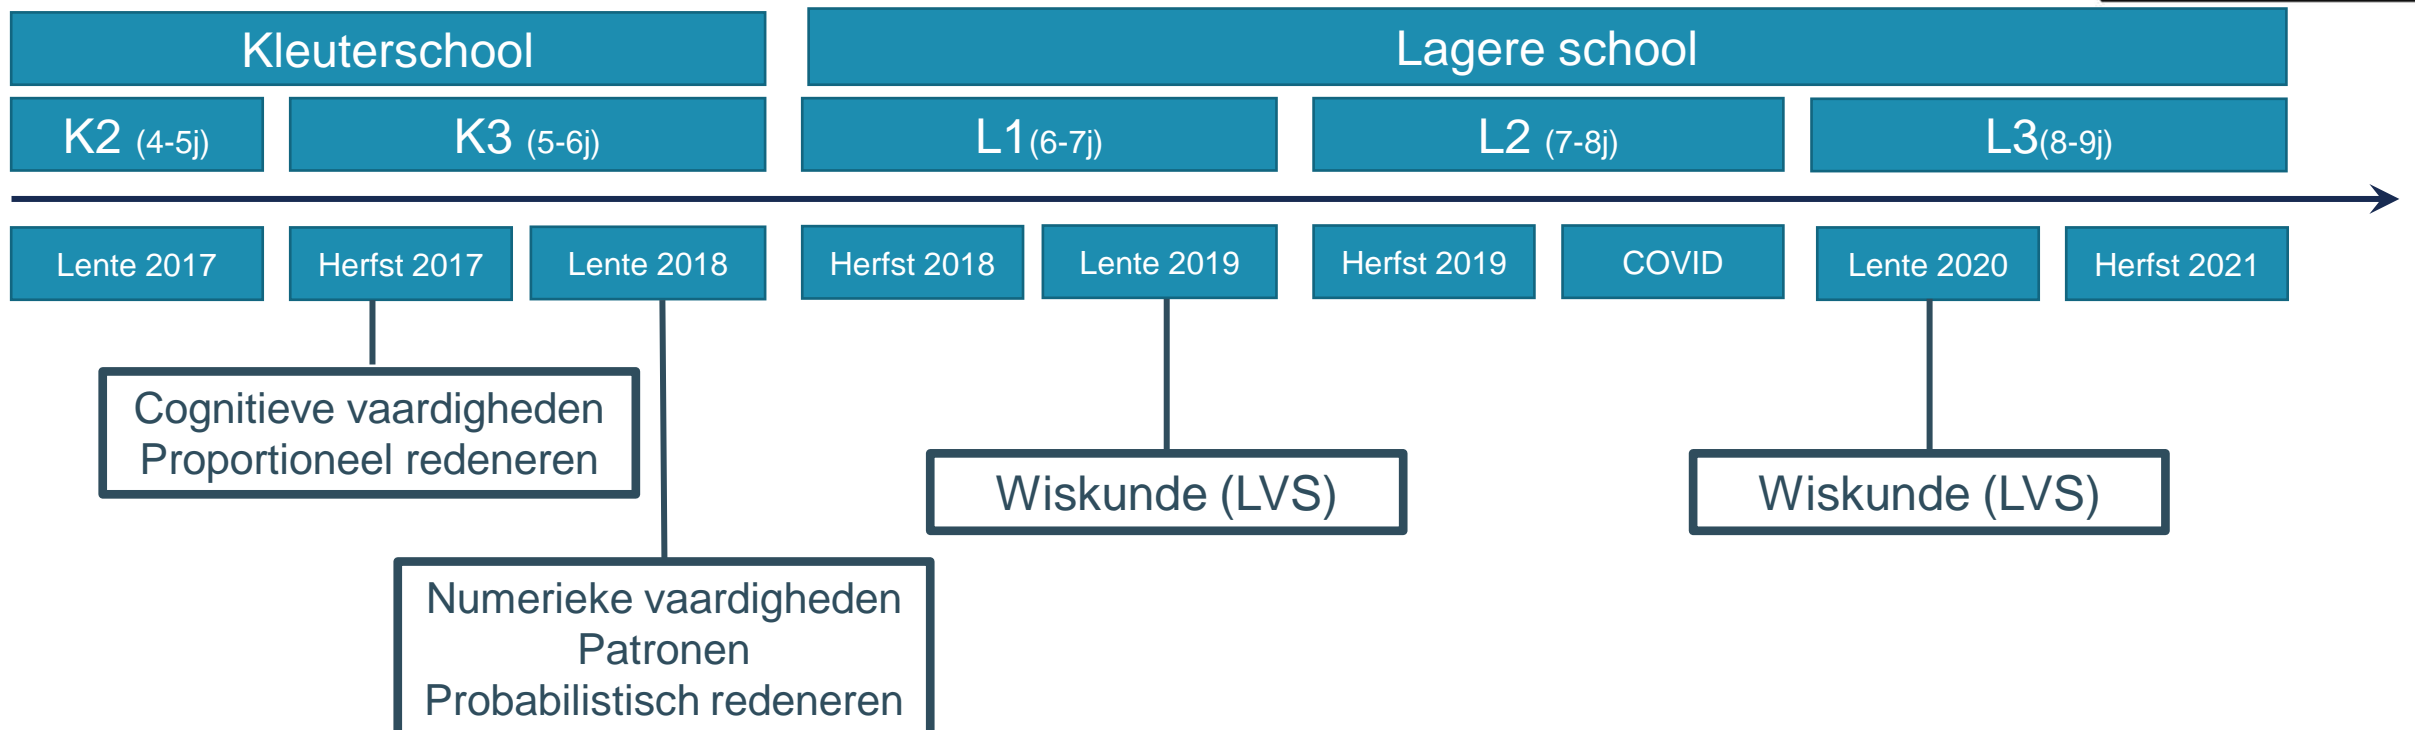 Kleuterschool
Lagere school
K2 (4-5j)
K3 (5-6j)
L1(6-7j)
L2 (7-8j)
L3(8-9j)
Lente 2017
Herfst 2017
Lente 2018
Herfst 2018
Lente 2019
Herfst 2019
COVID
Lente 2020
Herfst 2021
Cognitieve vaardigheden
Proportioneel redeneren
Wiskunde (LVS)
Wiskunde (LVS)
Numerieke vaardigheden
Patronen
Probabilistisch redeneren